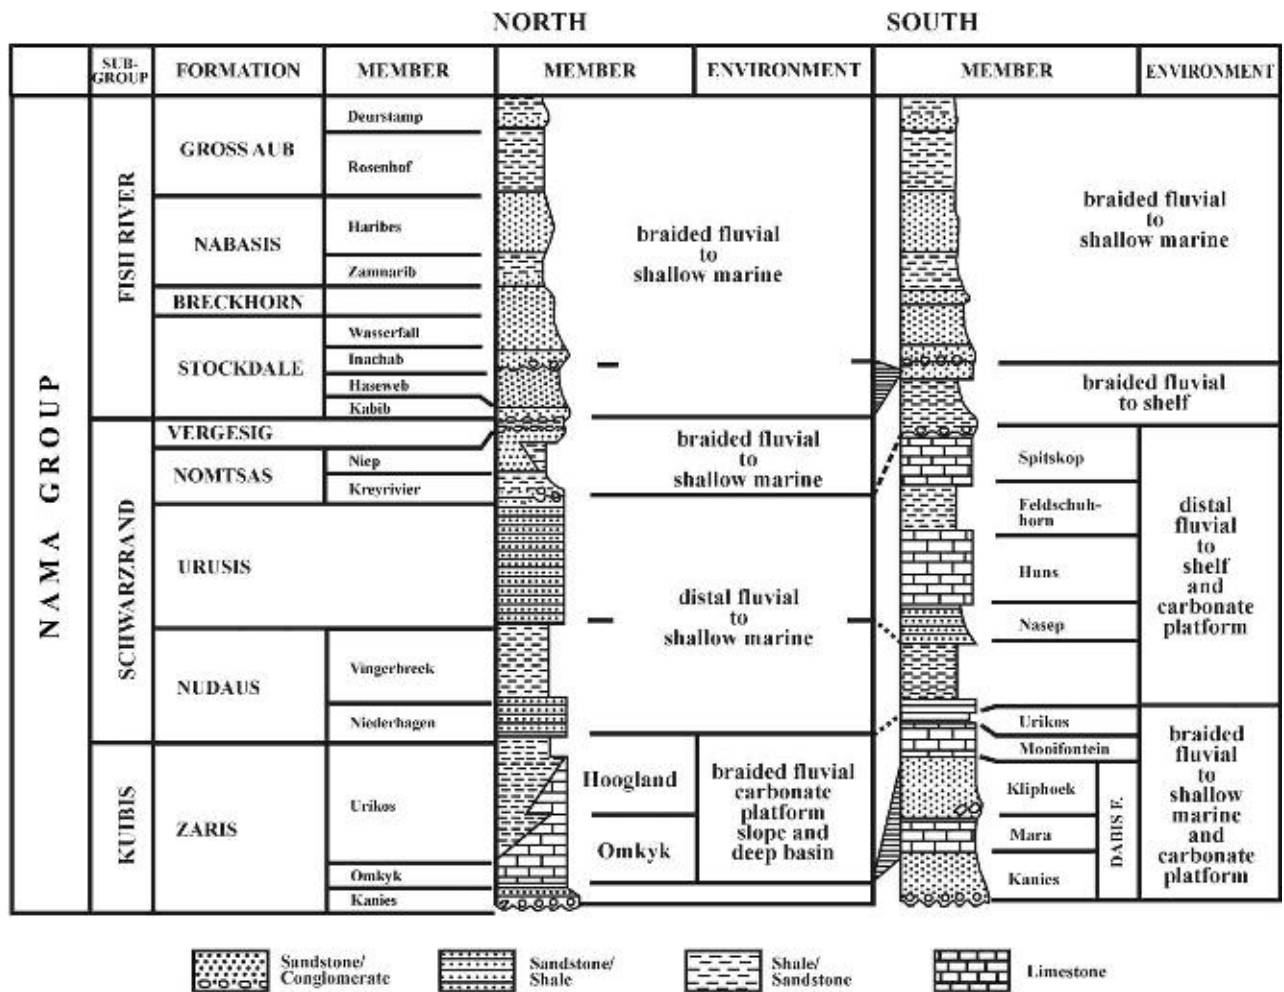 NORTH
SOUTH
SUB-
GROUP
FORMATION
MEMBER
MEMBER
ENVIRONMENT
MEMBER
ENVIRONMENT
NAMA GROUP
FISH RIVER
SCHWARZRAND
KUIBIS
GROSS AUB
NABASIS
BRECKHORN
STOCKDALE
VERGESIG
NOMTSAS
URUSIS
NUDAUS
ZARIS
Deurstamp
Rosenhof
Haribes
Zamnarib
Wasserfall
Inachab
Haseweb
Kabib
Niep
Kreyrivier
Vingerbreek
Niederhagen
Urikos
Omkyk
Kanies
Hoogland
Omkyk
braided fluvial
to
shallow marine
braided fluvial
to
shallow marine
distal fluvial
to
shallow marine
braided fluvial
carbonate
platform
slope and
deep basin
Spitskop
Feldschuh-
horn
Huns
Nasep
Urikos
Mooifontein
Kliphoek
Mara
Kanies
DABIS F.
braided fluvial
to
shallow marine
braided fluvial
to shelf
distal
fluvial
to
shelf
and
carbonate
platform
braided
fluvial
to
shallow
marine
and
carbonate
platform
Sandstone/
Conglomerate
Sandstone/
Shale
Shale/
Sandstone
Limestone